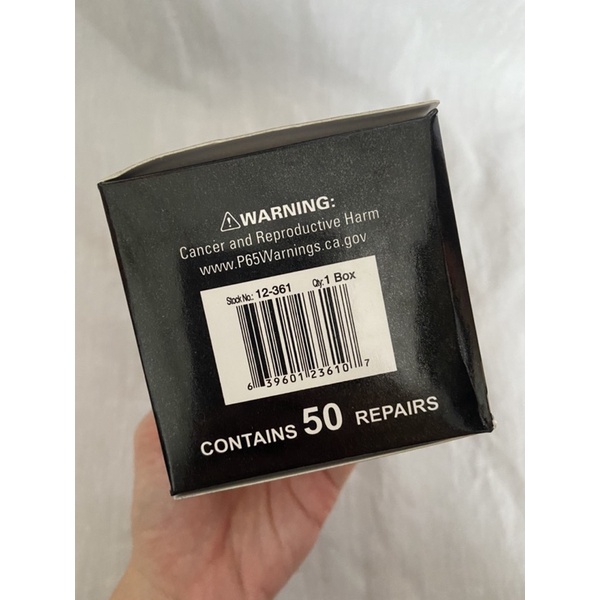 ⚠WARNING:
Cancer and Reproductive Harm
www.P65Warnings.ca.gov
Stock No.: 12-361 Qty: 1 Box
6 39601 23610 7
CONTAINS 50 REPAIRS